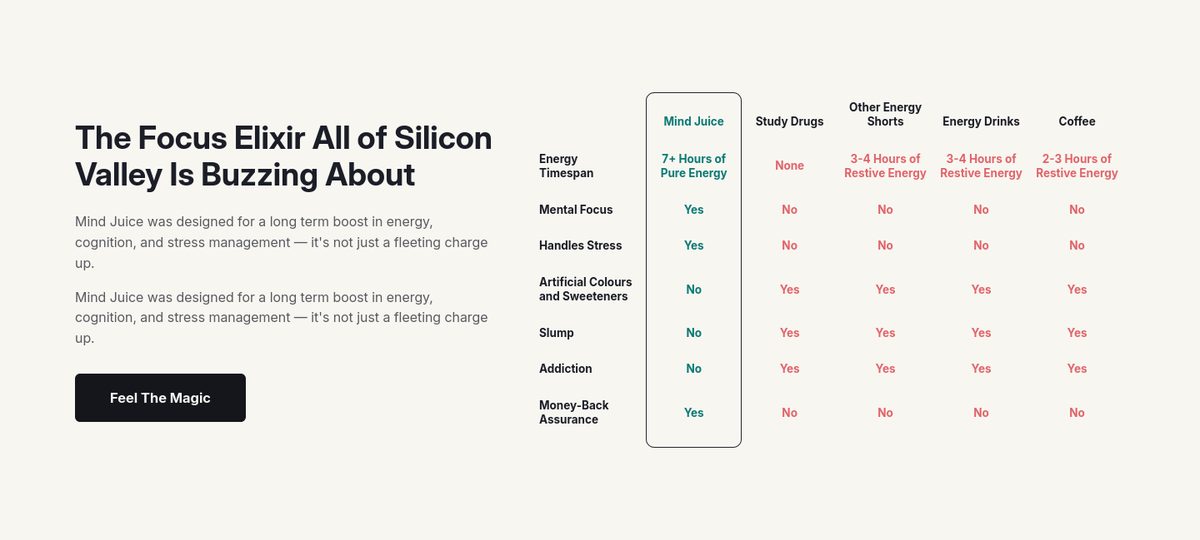 The Focus Elixir All of Silicon
Valley Is Buzzing About
Mind Juice was designed for a long term boost in energy,
cognition, and stress management — it's not just a fleeting charge
up.
Mind Juice was designed for a long term boost in energy,
cognition, and stress management — it's not just a fleeting charge
up.
Feel The Magic
Mind Juice Study Drugs Other Energy Shorts Energy Drinks Coffee
Energy Timespan 7+ Hours of Pure Energy None 3-4 Hours of Restive Energy 3-4 Hours of Restive Energy 2-3 Hours of Restive Energy
Mental Focus Yes No No No No
Handles Stress Yes No No No No
Artificial Colours and Sweeteners No Yes Yes Yes Yes
Slump No Yes Yes Yes Yes
Addiction No Yes Yes Yes Yes
Money-Back Assurance Yes No No No No